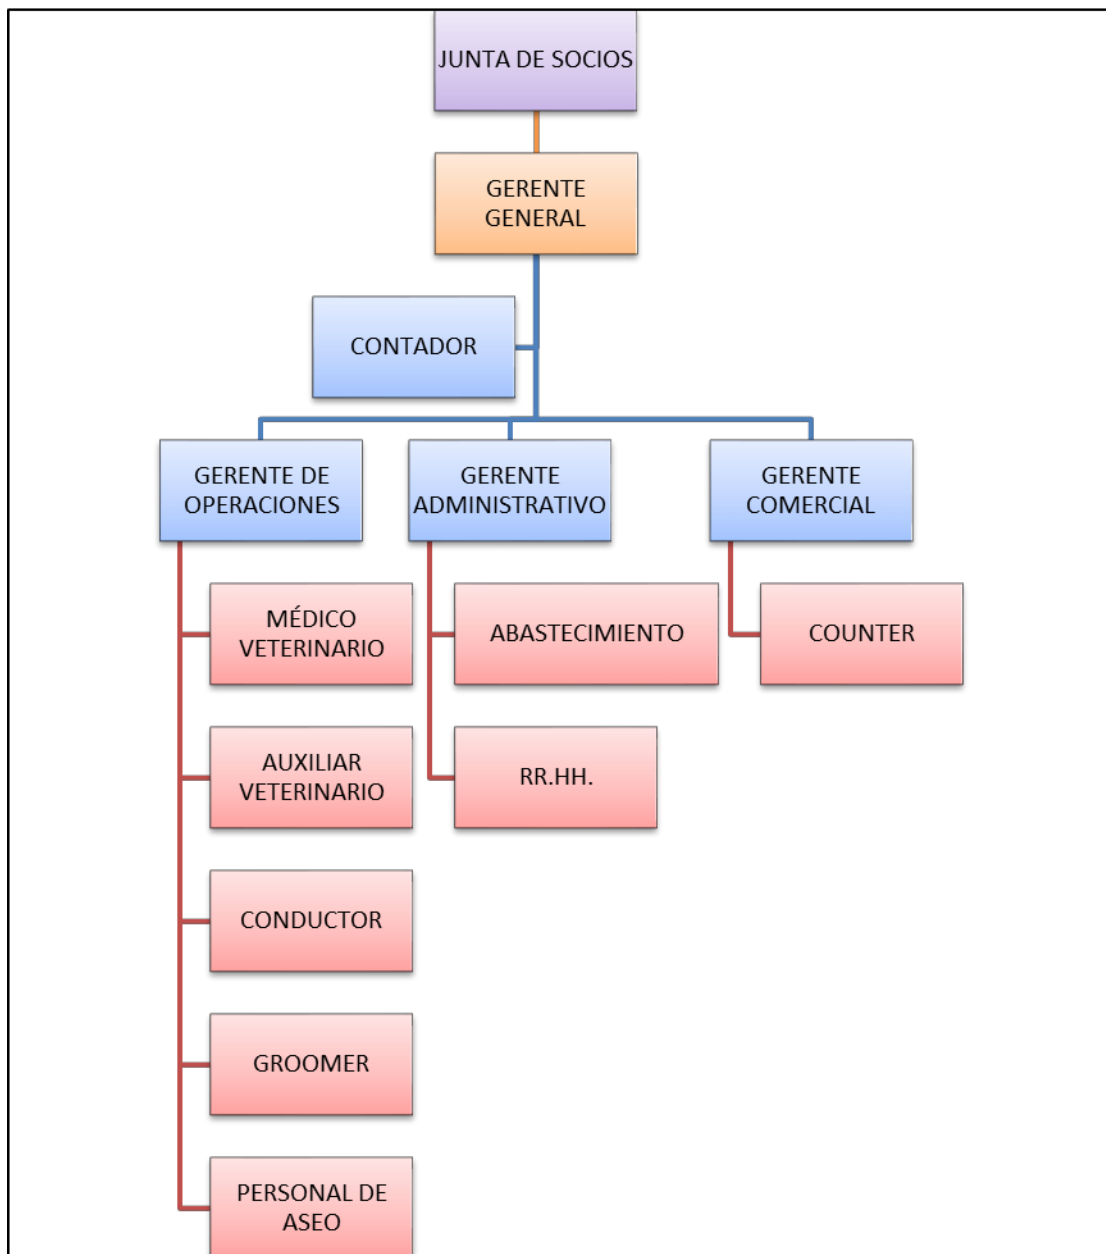 JUNTA DE SOCIOS
GERENTE
GENERAL
CONTADOR
GERENTE DE
OPERACIONES
GERENTE
ADMINISTRATIVO
GERENTE
COMERCIAL
MÉDICO
VETERINARIO
ABASTECIMIENTO
COUNTER
AUXILIAR
VETERINARIO
RR.HH.
CONDUCTOR
GROOMER
PERSONAL DE
ASEO